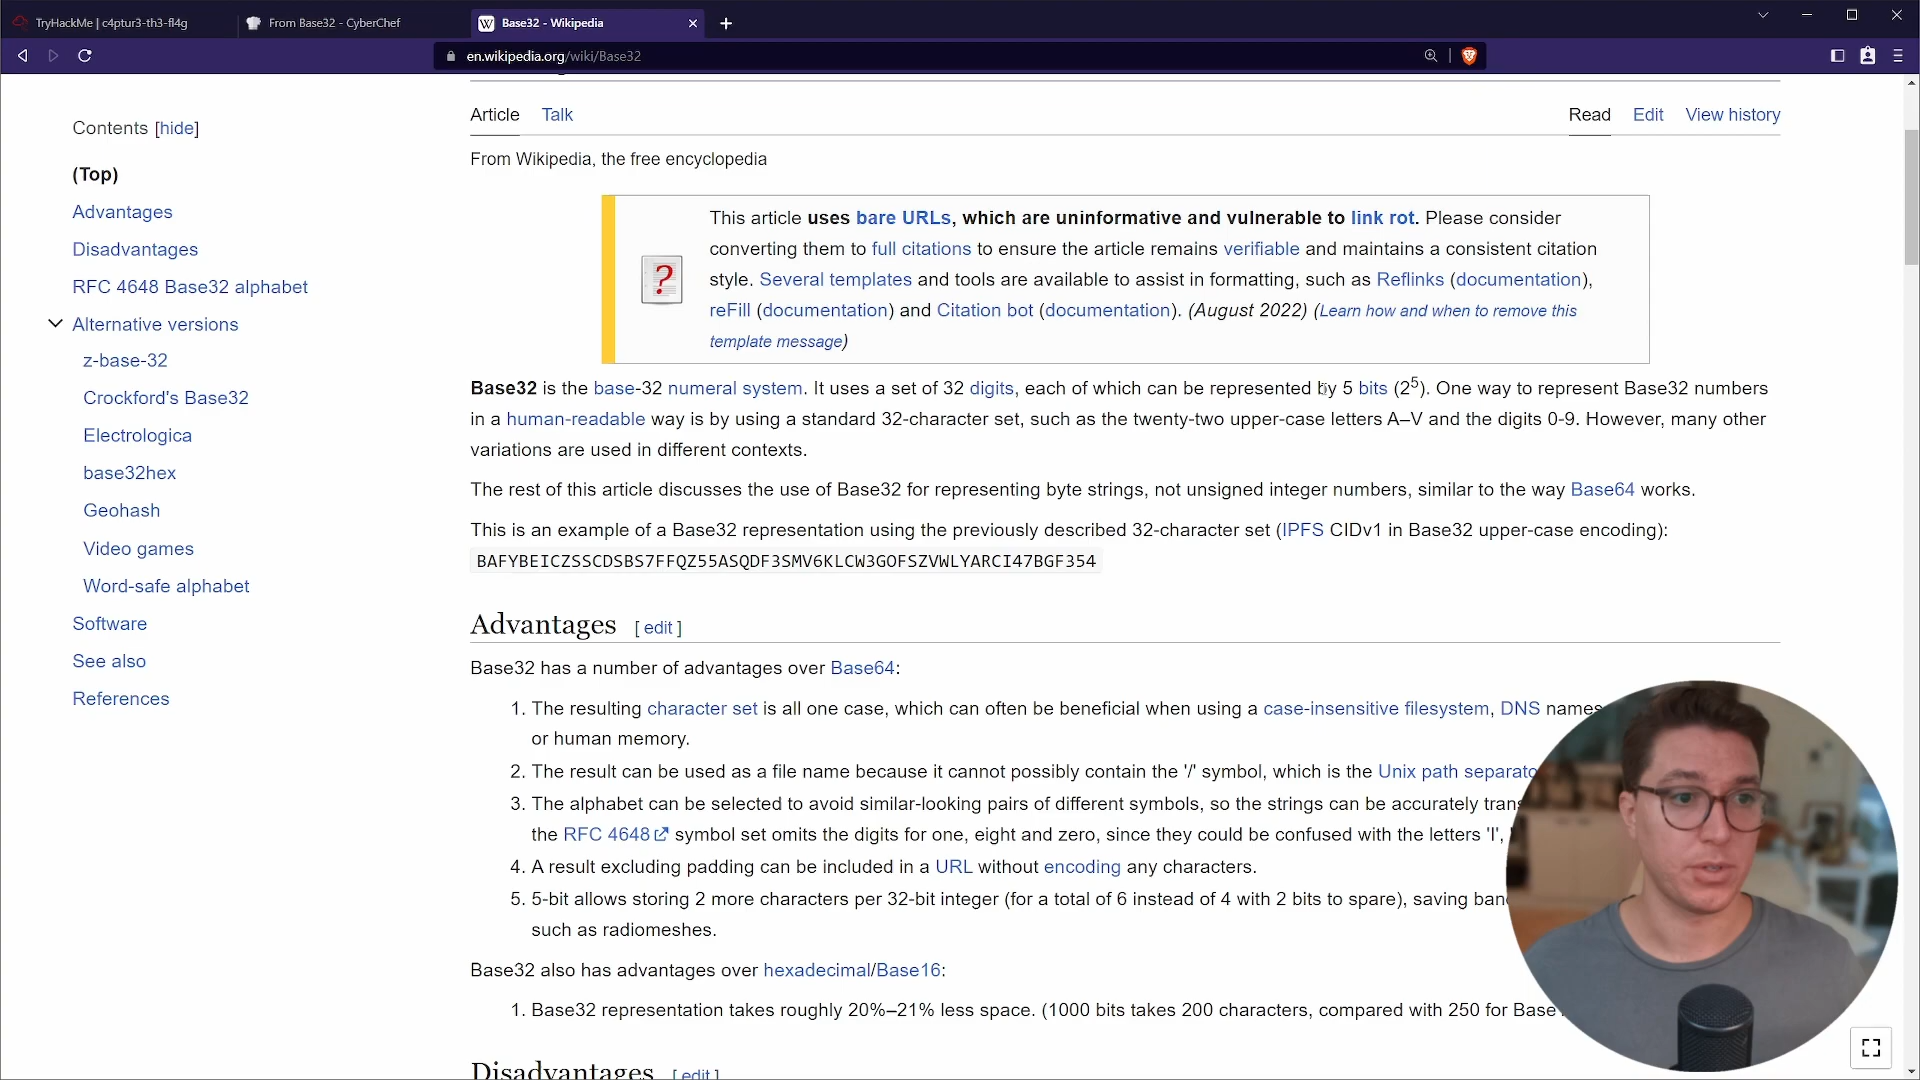 TryHackMe | c4ptur3-th3-fl4g
From Base32 - CyberChef
W Base32 - Wikipedia
en.wikipedia.org/wiki/Base32
Contents [hide]
(Top)
Advantages
Disadvantages
RFC 4648 Base32 alphabet
Alternative versions
z-base-32
Crockford's Base32
Electrologica
base32hex
Geohash
Video games
Word-safe alphabet
Software
See also
References
Article Talk
Read Edit View history
From Wikipedia, the free encyclopedia
This article uses bare URLs, which are uninformative and vulnerable to link rot. Please consider
converting them to full citations to ensure the article remains verifiable and maintains a consistent citation
style. Several templates and tools are available to assist in formatting, such as Reflinks (documentation),
reFill (documentation) and Citation bot (documentation). (August 2022) (Learn how and when to remove this
template message)
Base32 is the base-32 numeral system. It uses a set of 32 digits, each of which can be represented by 5 bits (2⁵). One way to represent Base32 numbers
in a human-readable way is by using a standard 32-character set, such as the twenty-two upper-case letters A–V and the digits 0-9. However, many other
variations are used in different contexts.
The rest of this article discusses the use of Base32 for representing byte strings, not unsigned integer numbers, similar to the way Base64 works.
This is an example of a Base32 representation using the previously described 32-character set (IPFS CIDv1 in Base32 upper-case encoding):
BAFYBEICZSSCDSBS7FFQZ55ASQDF3SMV6KLCW3GOFSZVWLYARCI47BGF354
Advantages [ edit ]
Base32 has a number of advantages over Base64:
1. The resulting character set is all one case, which can often be beneficial when using a case-insensitive filesystem, DNS names
or human memory.
2. The result can be used as a file name because it cannot possibly contain the '/' symbol, which is the Unix path separato
3. The alphabet can be selected to avoid similar-looking pairs of different symbols, so the strings can be accurately tran
the RFC 4648 symbol set omits the digits for one, eight and zero, since they could be confused with the letters 'I',
4. A result excluding padding can be included in a URL without encoding any characters.
5. 5-bit allows storing 2 more characters per 32-bit integer (for a total of 6 instead of 4 with 2 bits to spare), saving ban
such as radiomeshes.
Base32 also has advantages over hexadecimal/Base16:
1. Base32 representation takes roughly 20%–21% less space. (1000 bits takes 200 characters, compared with 250 for Base
Disadvantages [ edit ]